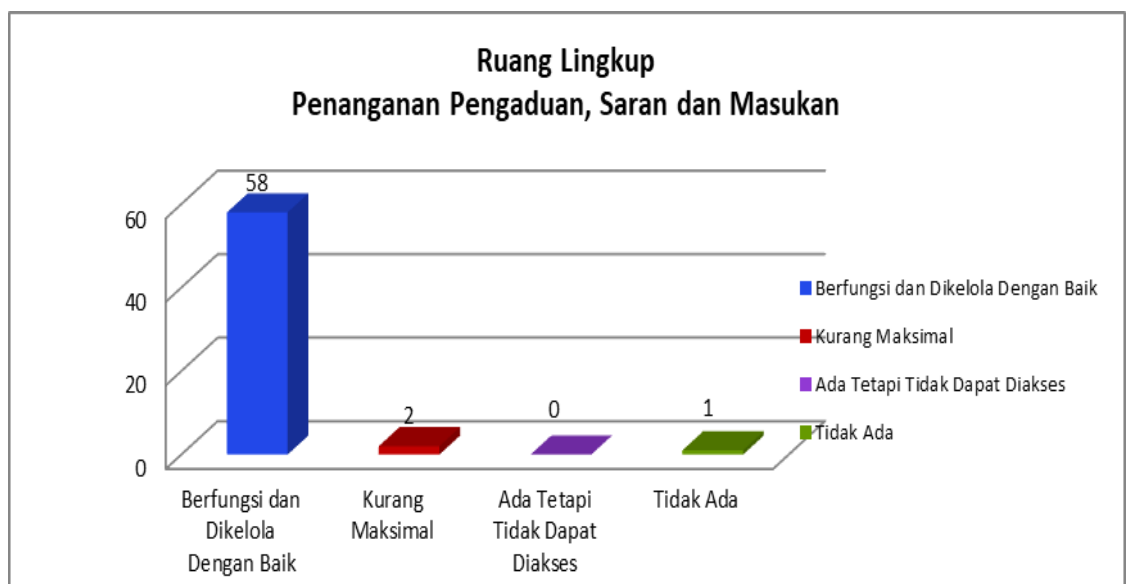 Ruang Lingkup
Penanganan Pengaduan, Saran dan Masukan
58
60
40
20
0
2
0
1
Berfungsi dan
Dikelola
Dengan Baik
Kurang
Maksimal
Ada Tetapi
Tidak Dapat
Diakses
Tidak Ada
Berfungsi dan Dikelola Dengan Baik
Kurang Maksimal
Ada Tetapi Tidak Dapat Diakses
Tidak Ada